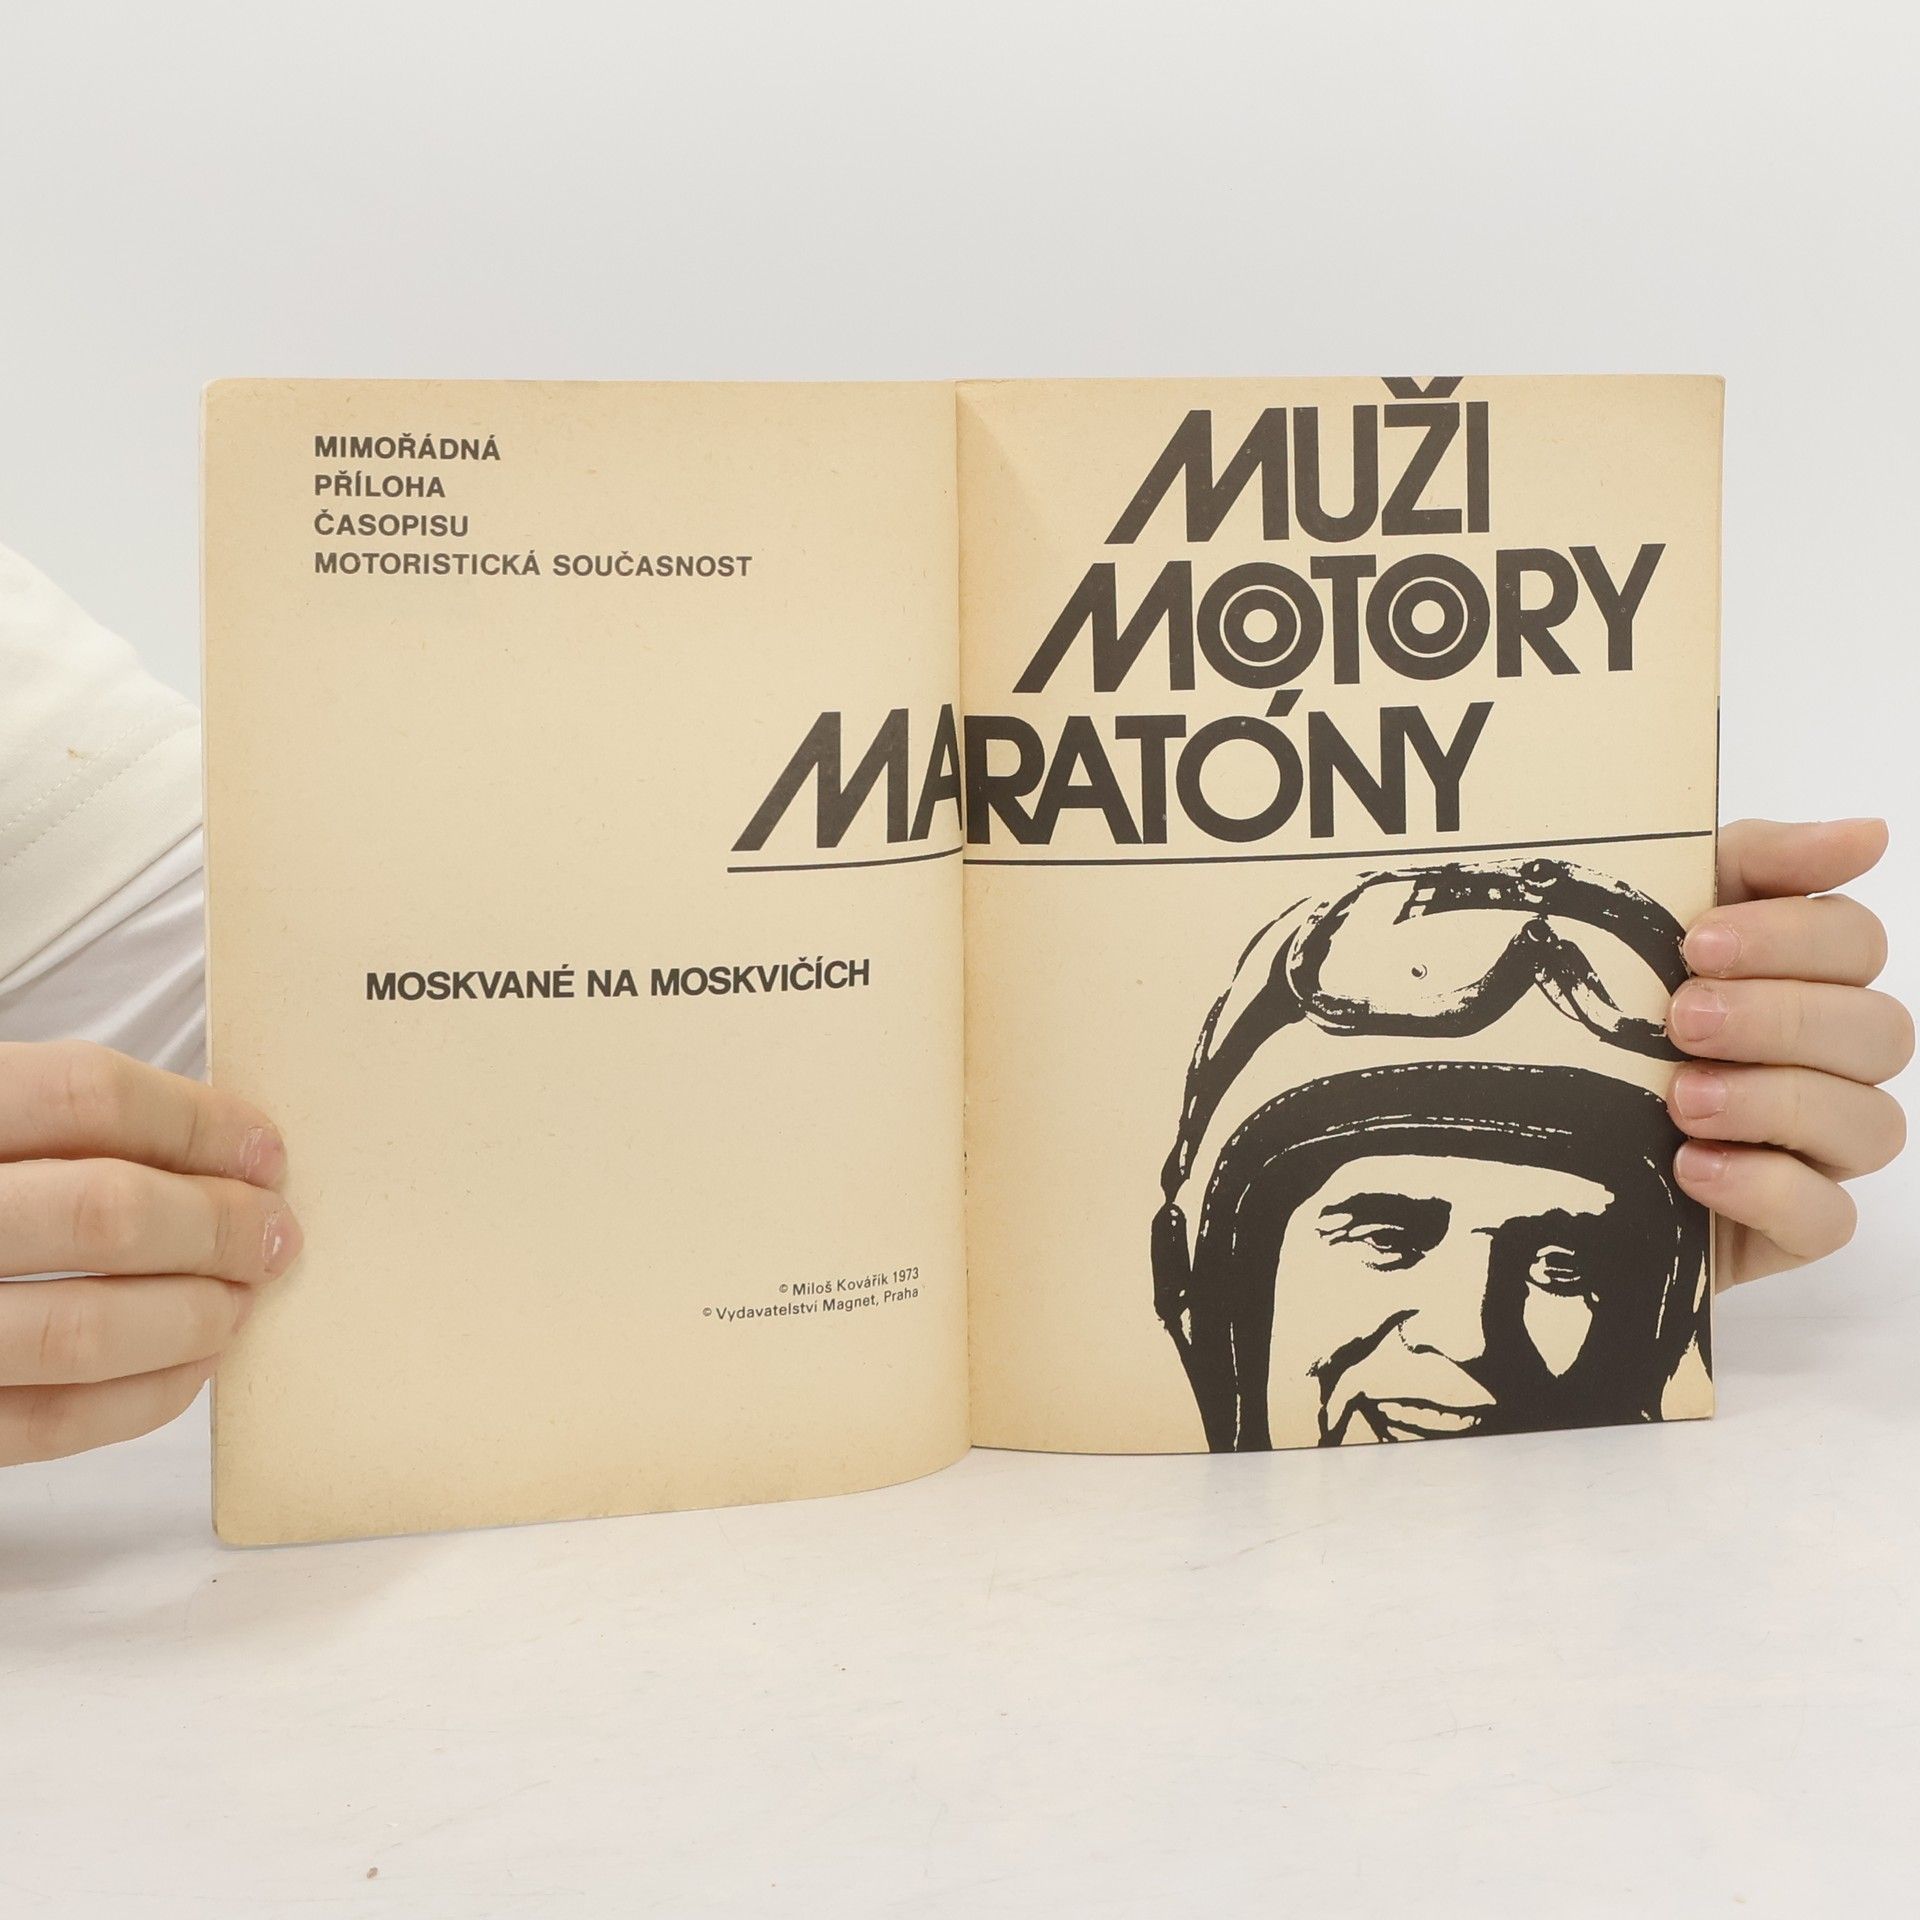 MIMOŘÁDNÁ
PŘÍLOHA
ČASOPISU
MOTORISTICKÁ SOUČASNOST
MUŽI
MOTORY
MARATÓNY
MOSKVANÉ NA MOSKVIČÍCH
© Miloš Kovářík 1973
© Vydavatelství Magnet, Praha